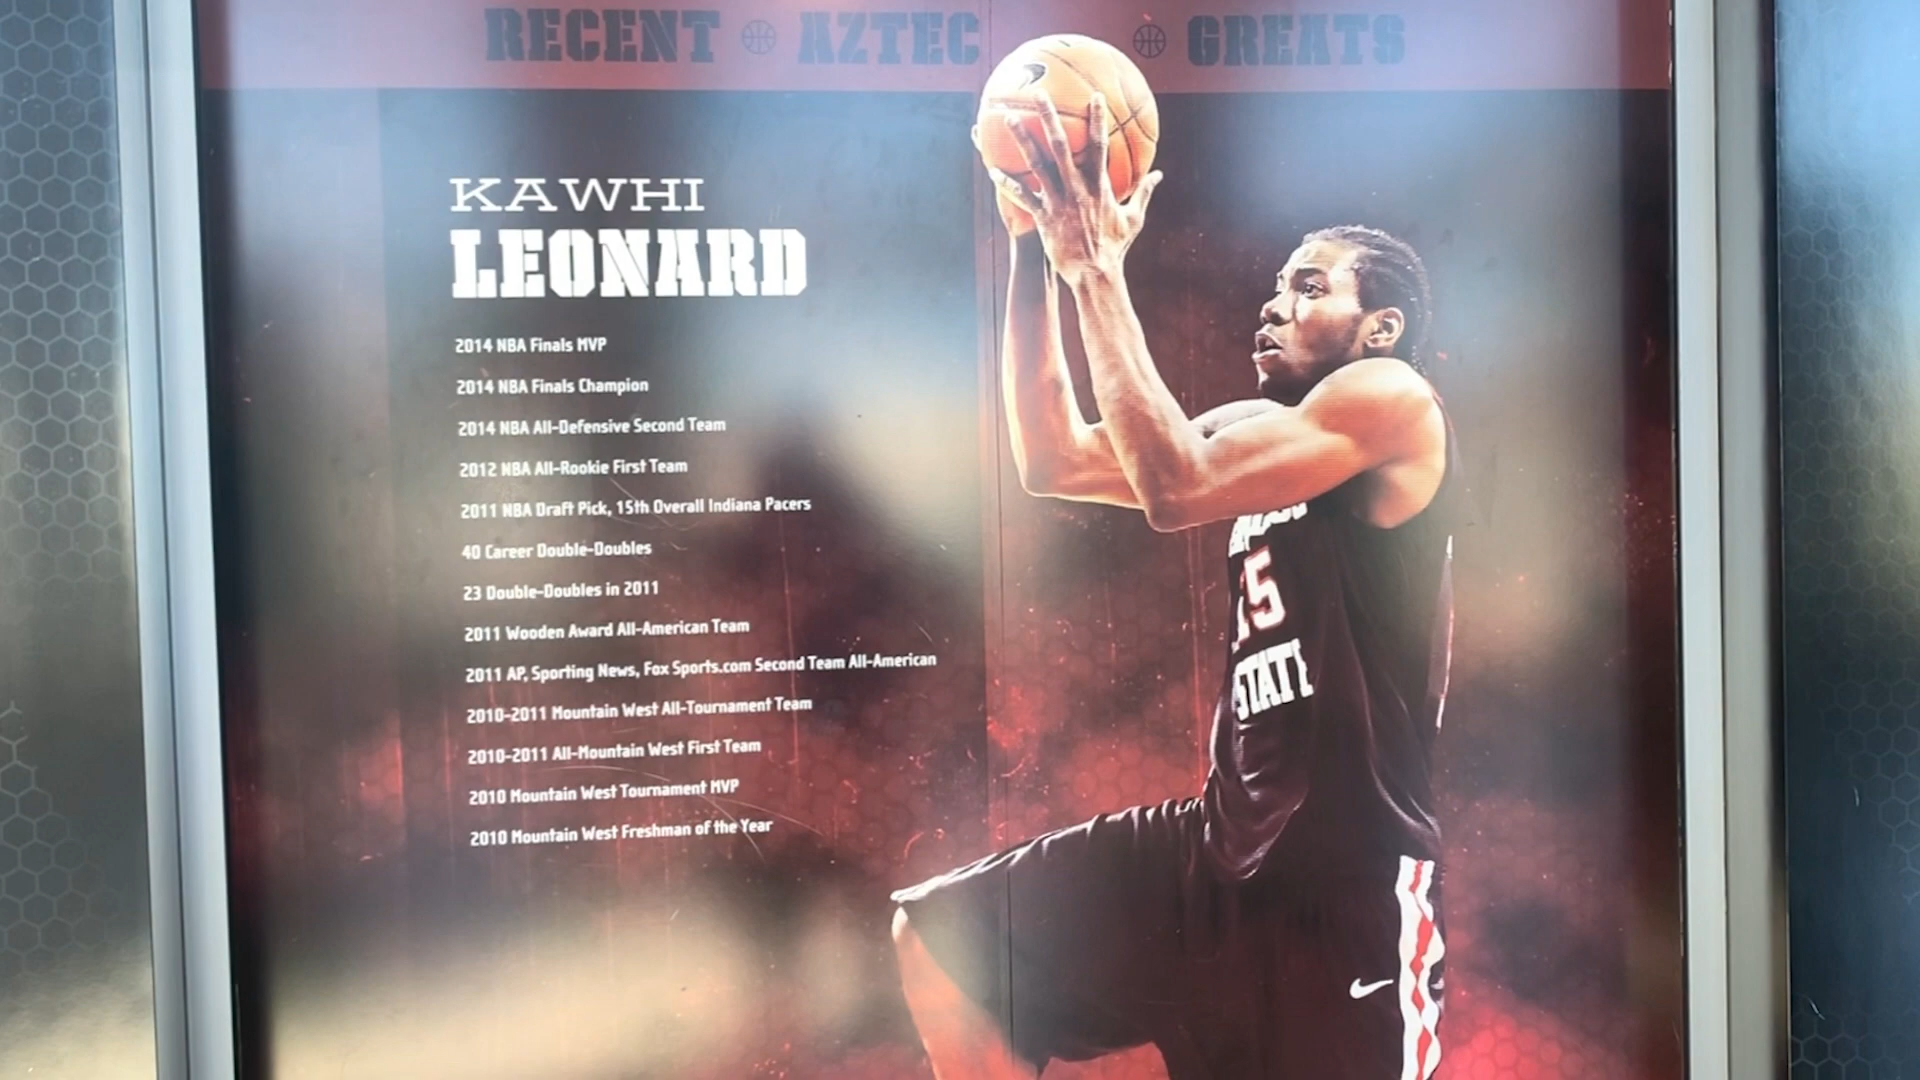 RECENT AZTEC GREATS
KAWHI
LEONARD
2014 NBA Finals MVP
2014 NBA Finals Champion
2014 NBA All-Defensive Second Team
2012 NBA All-Rookie First Team
2011 NBA Draft Pick, 15th Overall Indiana Pacers
40 Career Double-Doubles
23 Double-Doubles in 2011
2011 Wooden Award All-American Team
2011 AP, Sporting News, Fox Sports.com Second Team All-American
2010-2011 Mountain West All-Tournament Team
2010-2011 All-Mountain West First Team
2010 Mountain West Tournament MVP
2010 Mountain West Freshman of the Year
15
STATE